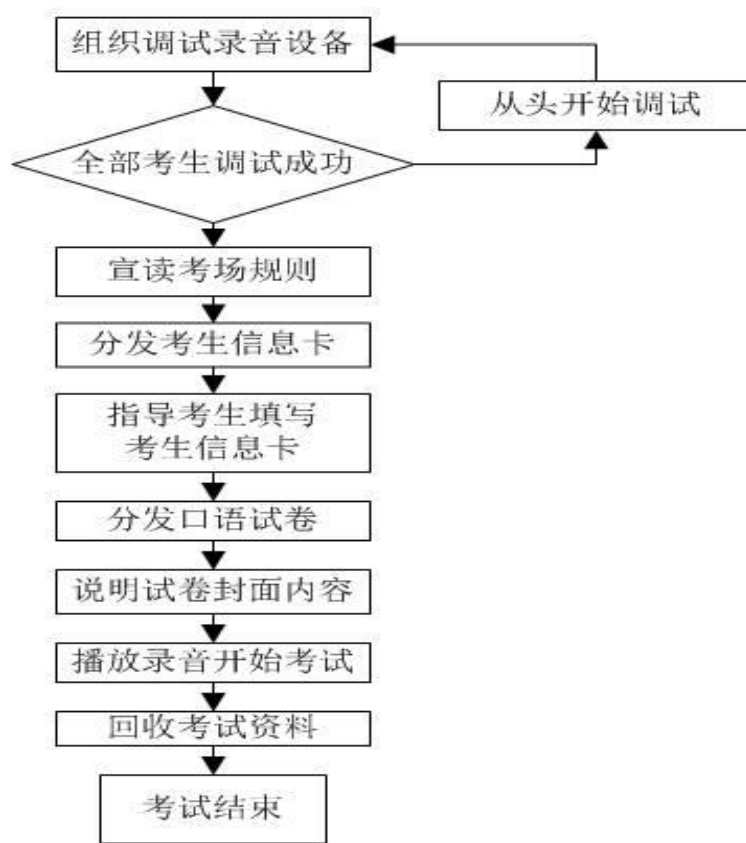 组织调试录音设备
从头开始调试
全部考生调试成功
宣读考场规则
分发考生信息卡
指导考生填写
考生信息卡
分发口语试卷
说明试卷封面内容
播放录音开始考试
回收考试资料
考试结束